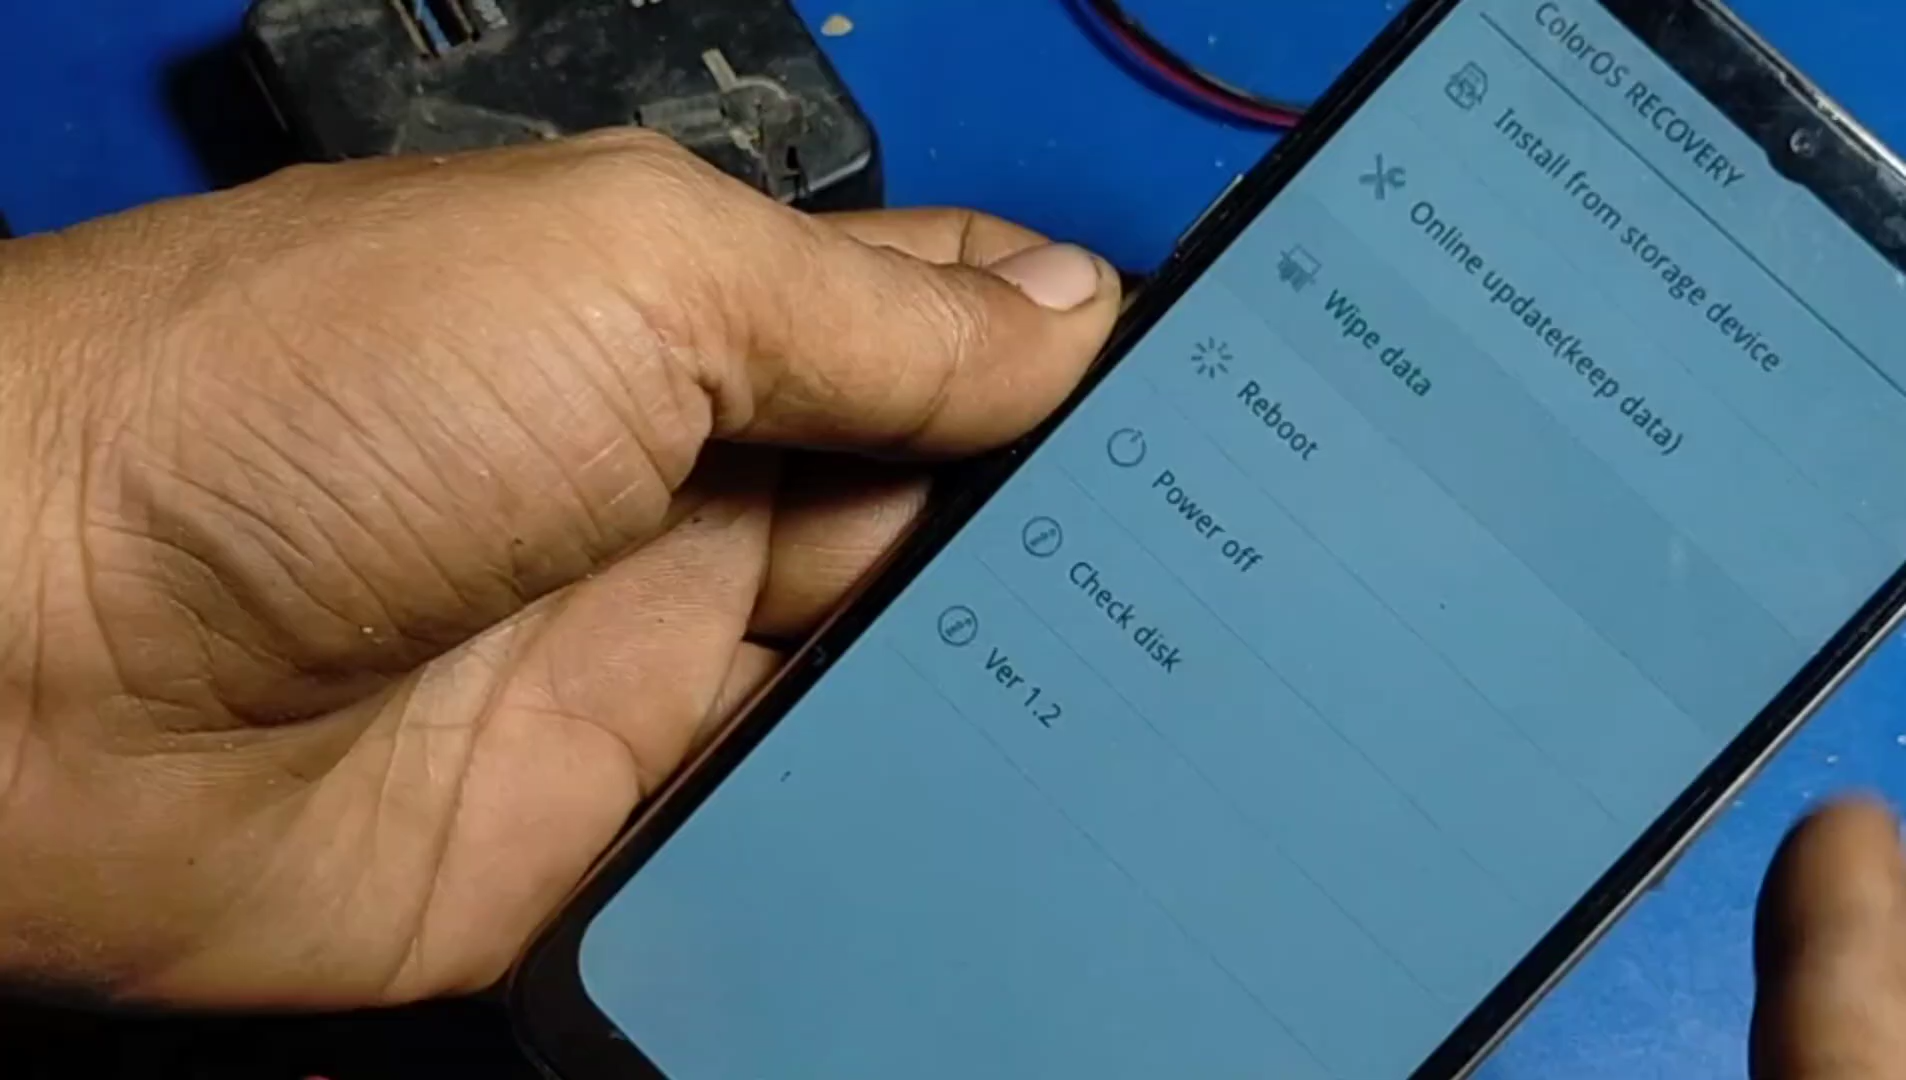 ColorOS RECOVERY
Install from storage device
Online update(keep data)
Wipe data
Reboot
Power off
Check disk
Ver 1.2